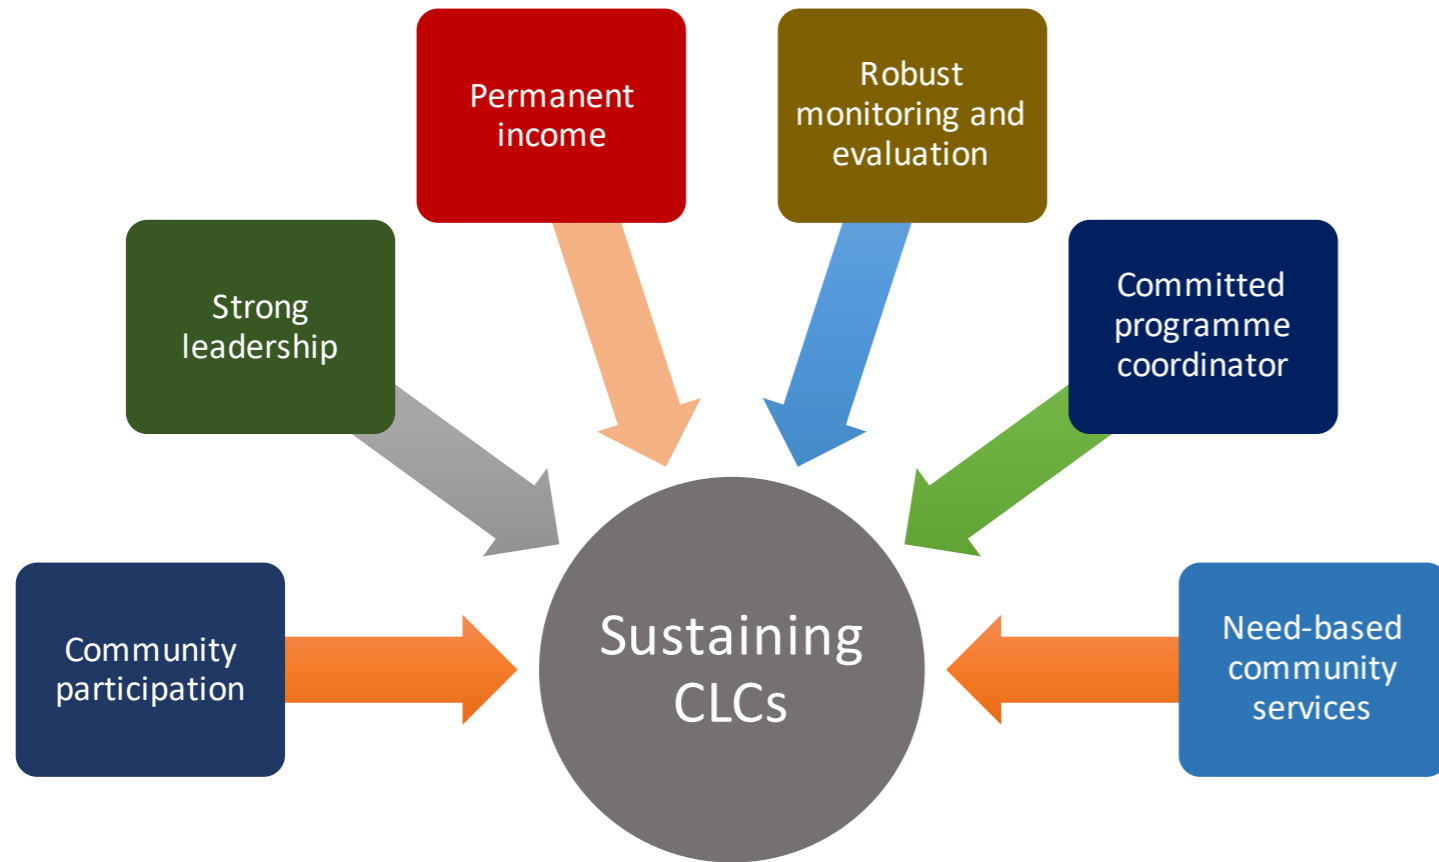 Permanent
income
Robust
monitoring and
evaluation
Strong
leadership
Committed
programme
coordinator
Community
participation
Sustaining
CLCs
Need-based
community
services